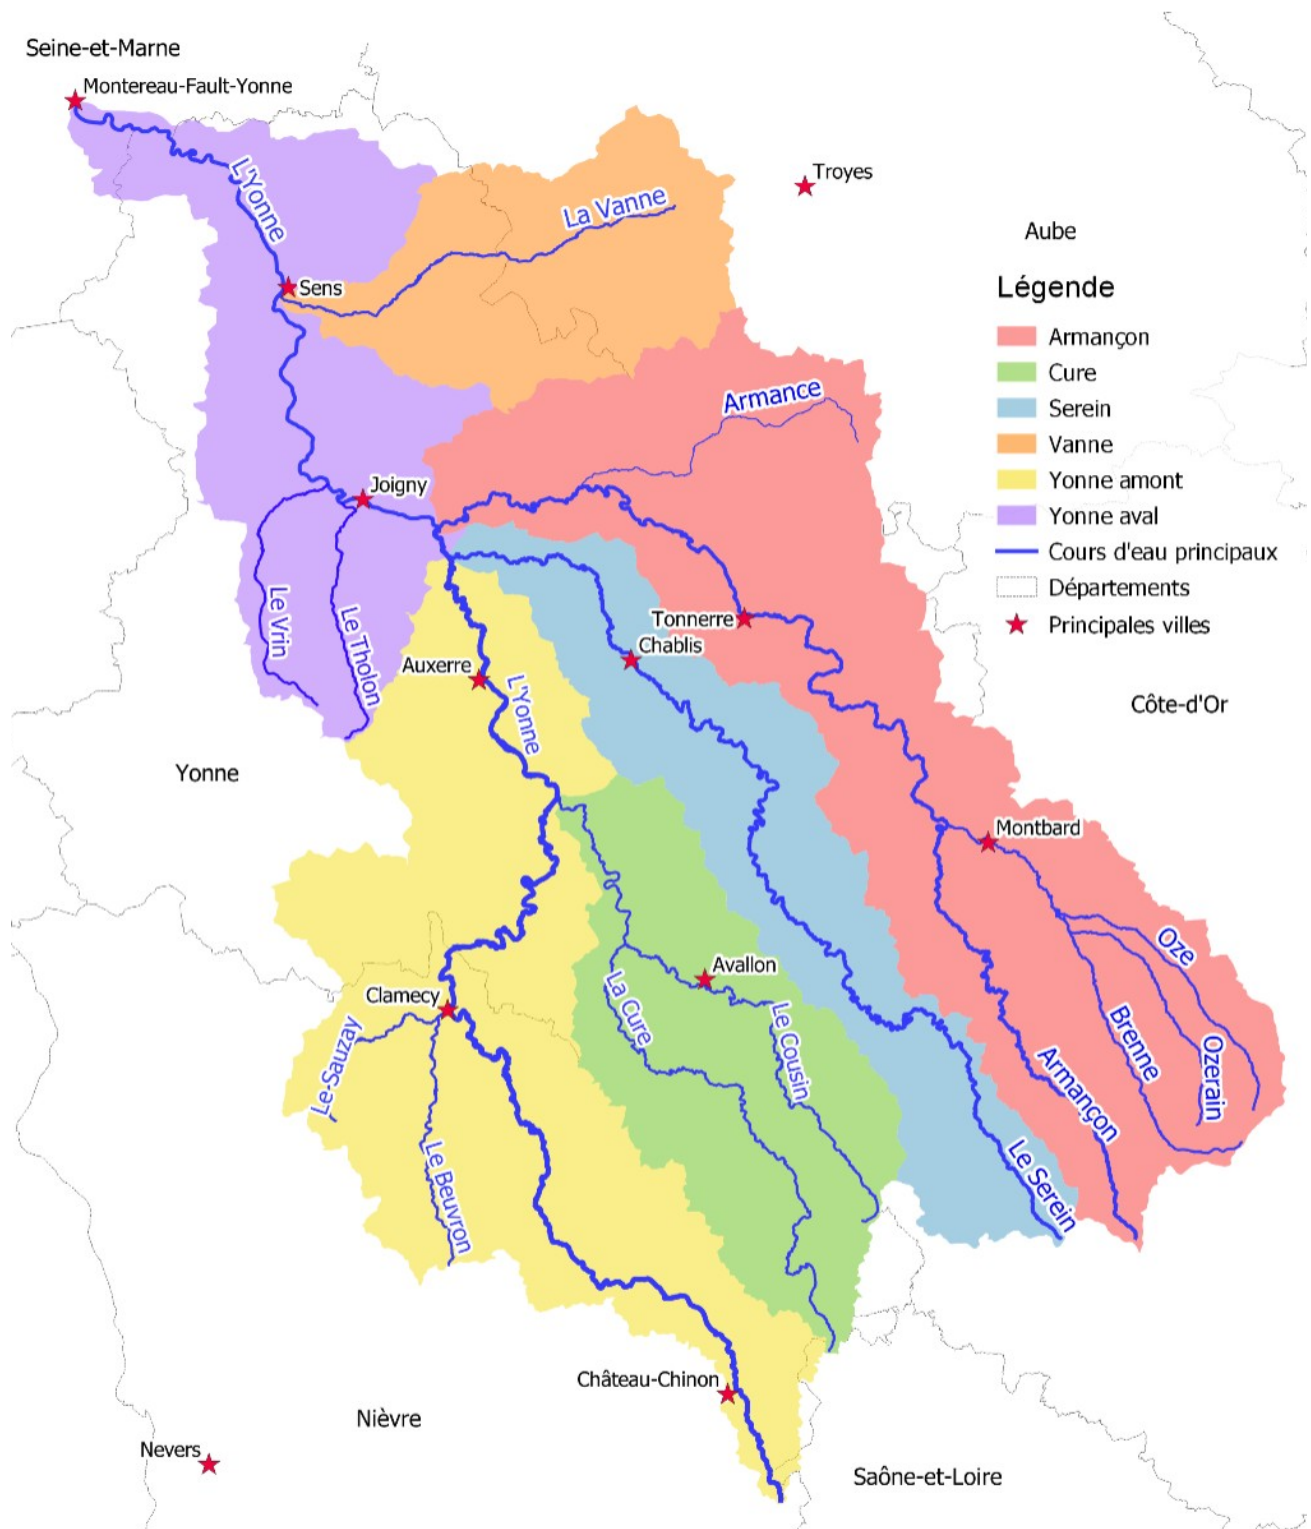 Seine-et-Marne
Montereau-Fault-Yonne
L'Yonne
La Vanne
Troyes
Aube
Sens
Légende
Armançon
Cure
Serein
Vanne
Yonne amont
Yonne aval
Cours d'eau principaux
Départements
Principales villes
Armance
Joigny
Le Vrin
Le Tholon
Tonnerre
Chablis
Auxerre
L'Yonne
Côte-d'Or
Yonne
Montbard
Oze
Avallon
Clamecy
La Cure
Le Cousin
Le-Sauzay
Brenne
Ozerain
Armançon
Le Beuvron
Le Serein
Château-Chinon
Nièvre
Nevers
Saône-et-Loire